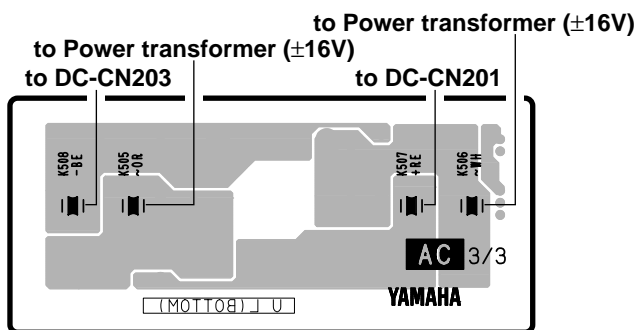 to Power transformer (±16V)
to Power transformer (±16V)
to DC-CN203
to DC-CN201
K508
-BE
K505
~OR
K507
+RE
K506
~WH
AC 3/3
YAMAHA
U L(BOTTOM)